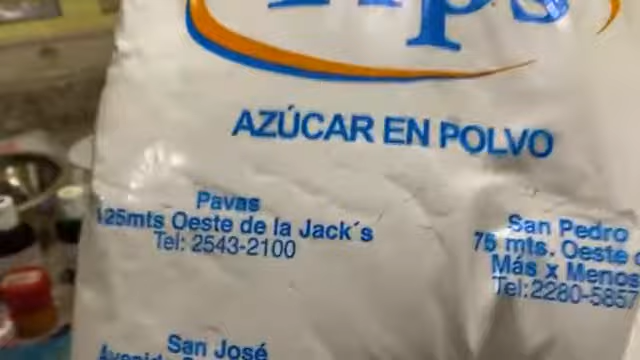 Tips
AZÚCAR EN POLVO
Pavas
125mts Oeste de la Jack´s
Tel: 2543-2100
San Pedro
75 mts. Oeste
Más x Menos
Tel:2280-5857
San José